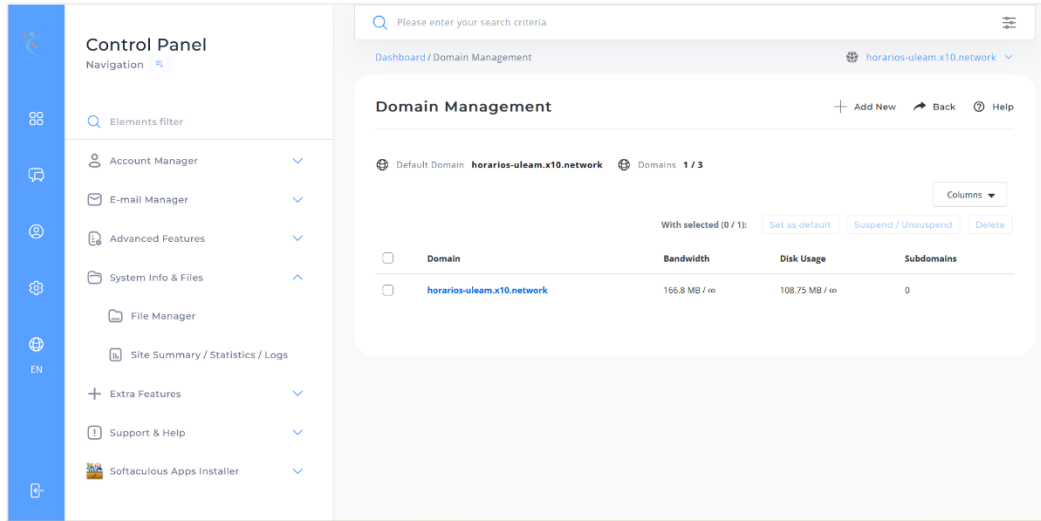 Please enter your search criteria
Control Panel
Navigation
Dashboard / Domain Management
horarios-uleam.x10.network
Domain Management
Add New
Back
Help
Elements filter
Account Manager
E-mail Manager
Advanced Features
System Info & Files
File Manager
Site Summary / Statistics / Logs
Extra Features
Support & Help
Softaculous Apps Installer
EN
Default Domain horarios-uleam.x10.network Domains 1 / 3
Columns
With selected (0 / 1): Set as default Suspend / Unsuspend Delete
Domain Bandwidth Disk Usage Subdomains
horarios-uleam.x10.network 166.8 MB / ∞ 108.75 MB / ∞ 0